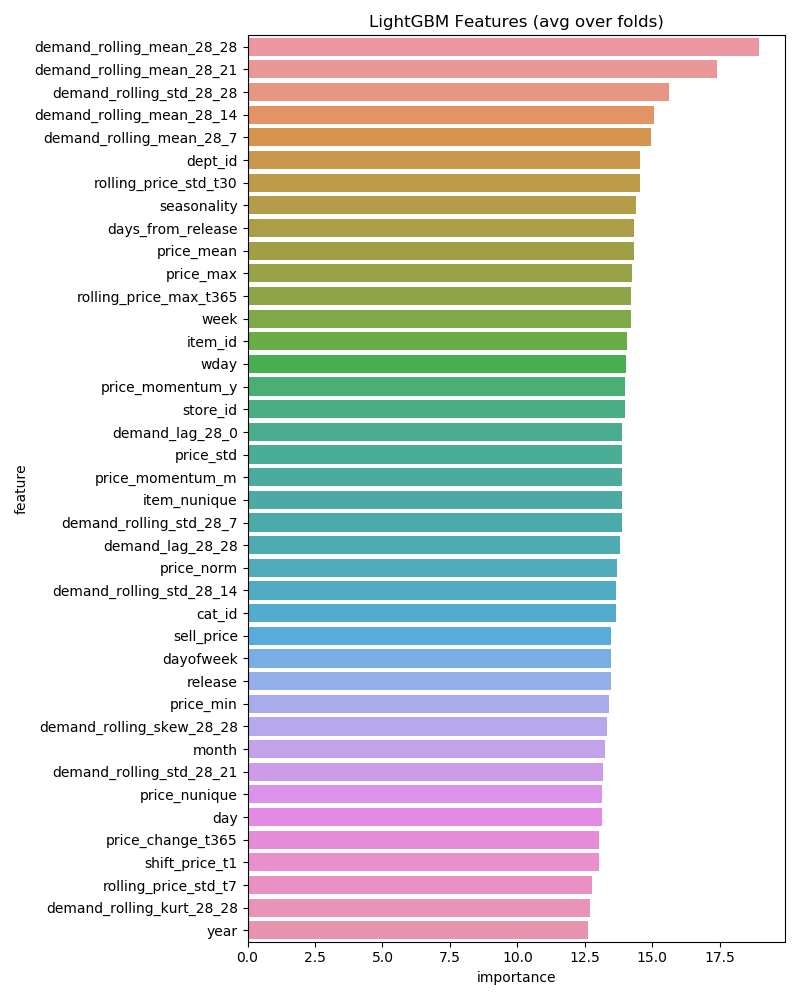 LightGBM Features (avg over folds)
demand_rolling_mean_28_28
demand_rolling_mean_28_21
demand_rolling_std_28_28
demand_rolling_mean_28_14
demand_rolling_mean_28_7
dept_id
rolling_price_std_t30
seasonality
days_from_release
price_mean
price_max
rolling_price_max_t365
week
item_id
wday
price_momentum_y
store_id
demand_lag_28_0
price_std
price_momentum_m
item_nunique
demand_rolling_std_28_7
demand_lag_28_28
price_norm
demand_rolling_std_28_14
cat_id
sell_price
dayofweek
release
price_min
demand_rolling_skew_28_28
month
demand_rolling_std_28_21
price_nunique
day
price_change_t365
shift_price_t1
rolling_price_std_t7
demand_rolling_kurt_28_28
year
feature
0.0 2.5 5.0 7.5 10.0 12.5 15.0 17.5
importance